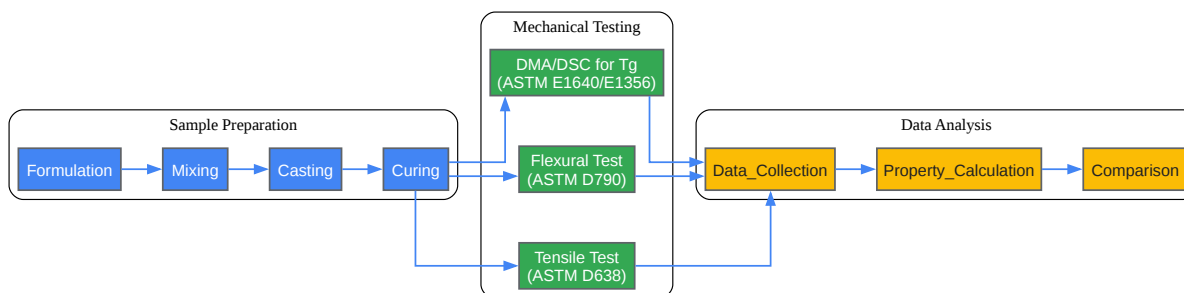 Mechanical Testing
DMA/DSC for Tg
(ASTM E1640/E1356)
Sample Preparation
Data Analysis
Formulation
Mixing
Casting
Curing
Flexural Test
(ASTM D790)
Data_Collection
Property_Calculation
Comparison
Tensile Test
(ASTM D638)